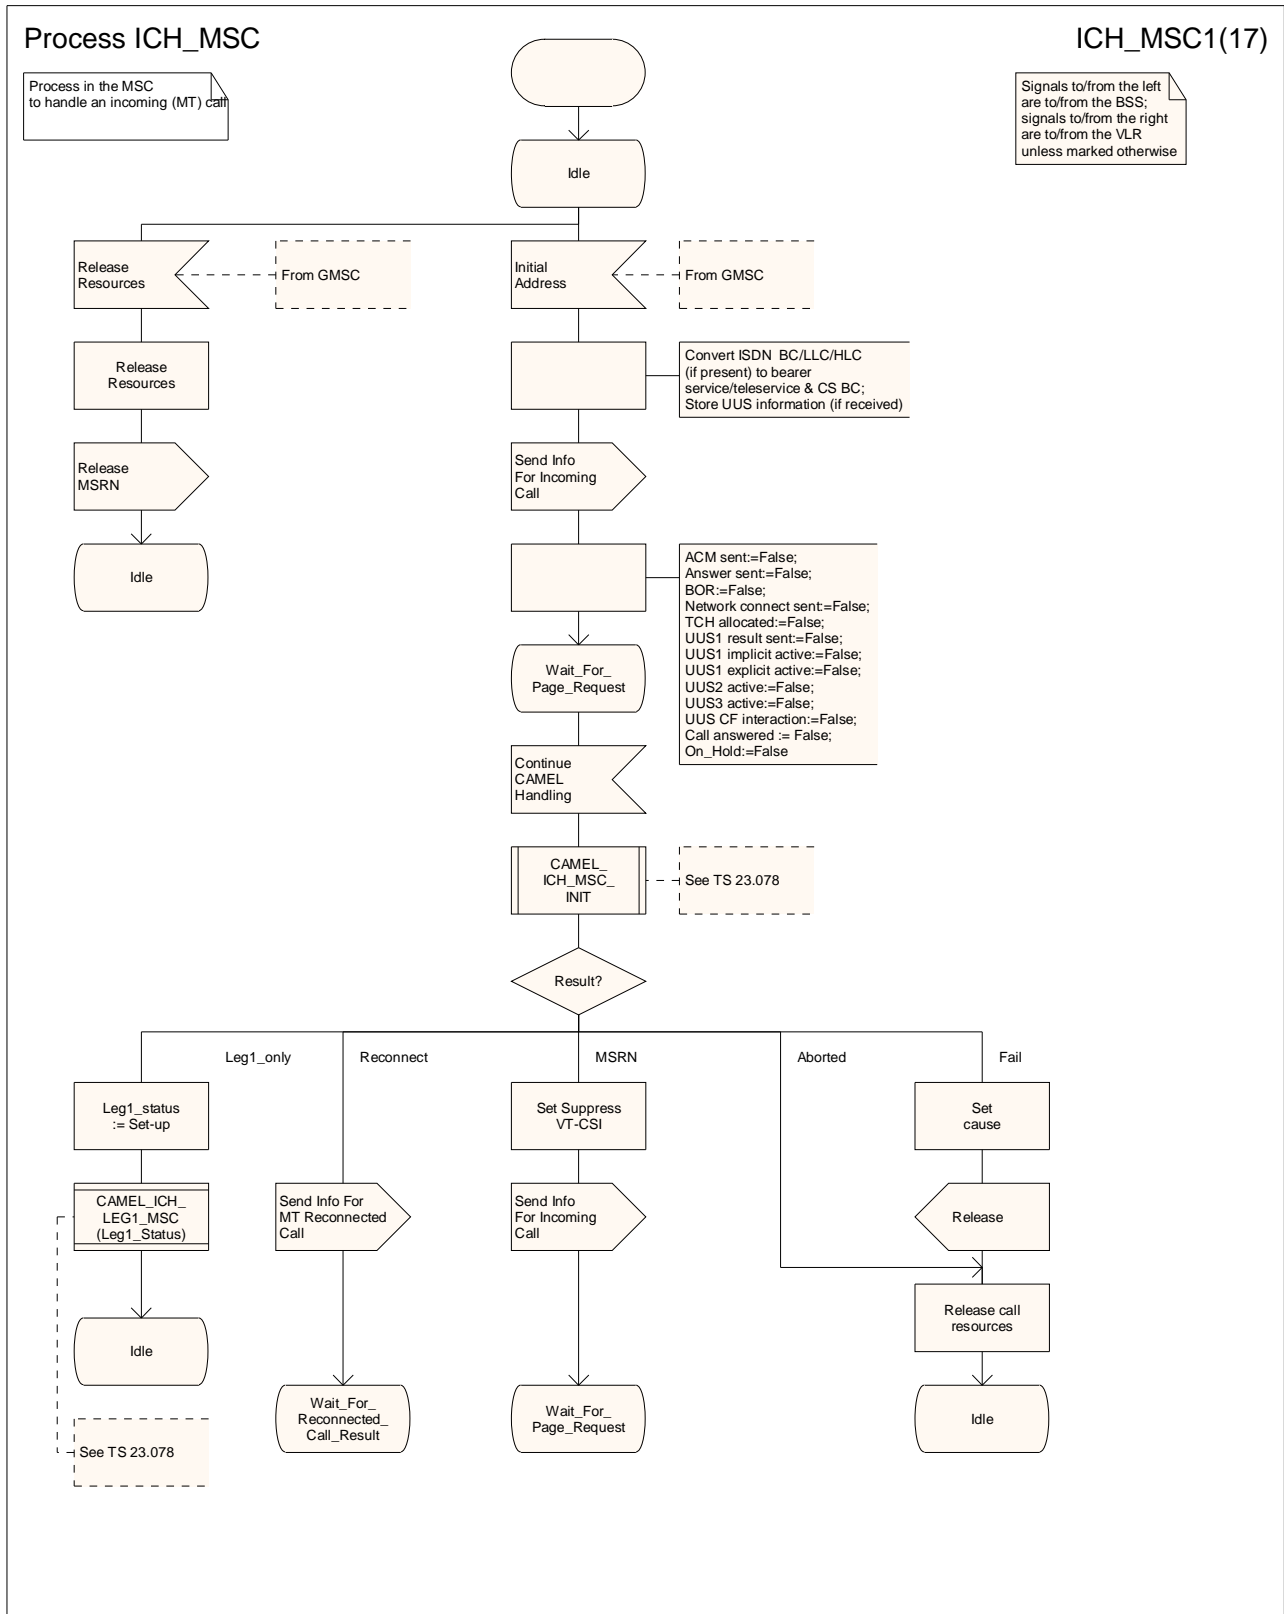 Process ICH_MSC
ICH_MSC1(17)
Process in the MSC
to handle an incoming (MT) call
Signals to/from the left
are to/from the BSS;
signals to/from the right
are to/from the VLR
unless marked otherwise
Idle
Release
Resources
From GMSC
Initial
Address
From GMSC
Release
Resources
Convert ISDN BC/LLC/HLC
(if present) to bearer
service/teleservice & CS BC;
Store UUS information (if received)
Release
MSRN
Send Info
For Incoming
Call
Idle
ACM sent:=False;
Answer sent:=False;
BOR:=False;
Network connect sent:=False;
TCH allocated:=False;
UUS1 result sent:=False;
UUS1 implicit active:=False;
UUS1 explicit active:=False;
UUS2 active:=False;
UUS3 active:=False;
UUS CF interaction:=False;
Call answered := False;
On_Hold:=False
Wait_For_
Page_Request
Continue
CAMEL
Handling
CAMEL_
ICH_MSC_
INIT
See TS 23.078
Result?
Leg1_only
Reconnect
MSRN
Aborted
Fail
Leg1_status
:= Set-up
Set Suppress
VT-CSI
Set
cause
CAMEL_ICH_
LEG1_MSC
(Leg1_Status)
Send Info For
MT Reconnected
Call
Send Info
For Incoming
Call
Release
Release call
resources
Idle
Wait_For_
Reconnected_
Call_Result
Wait_For_
Page_Request
Idle
See TS 23.078